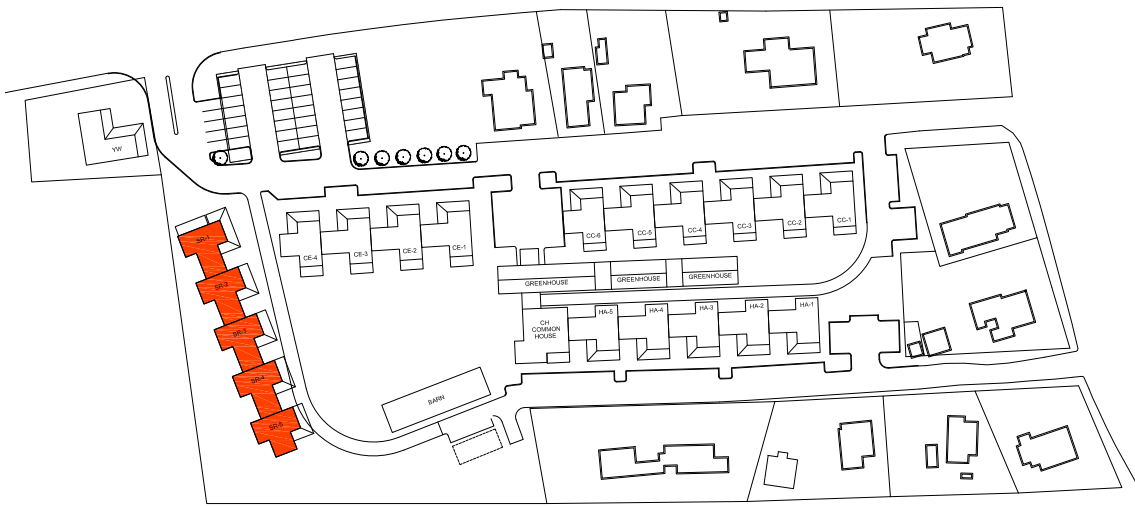 YW
SR-1
SR-2
SR-3
SR-4
SR-5
CE-4
CE-3
CE-2
CE-1
CC-6
CC-5
CC-4
CC-3
CC-2
CC-1
GREENHOUSE
GREENHOUSE
GREENHOUSE
CH
COMMON
HOUSE
HA-5
HA-4
HA-3
HA-2
HA-1
BARN